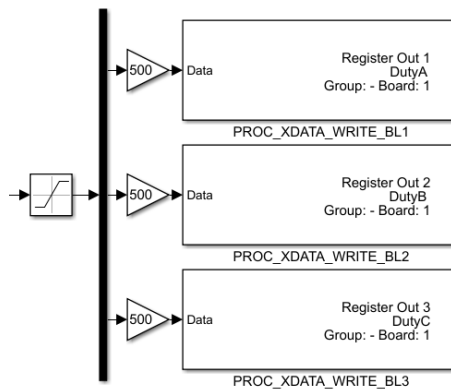 500
Data
Register Out 1
DutyA
Group: - Board: 1
PROC_XDATA_WRITE_BL1
500
Data
Register Out 2
DutyB
Group: - Board: 1
PROC_XDATA_WRITE_BL2
500
Data
Register Out 3
DutyC
Group: - Board: 1
PROC_XDATA_WRITE_BL3